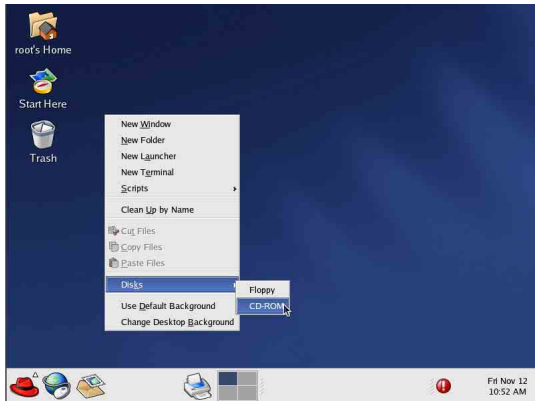 root's Home
Start Here
Trash
New Window
New Folder
New Launcher
New Terminal
Scripts
Clean Up by Name
Cut Files
Copy Files
Paste Files
Disks
Floppy
CD-ROM
Use Default Background
Change Desktop Background
Fri Nov 12
10:52 AM